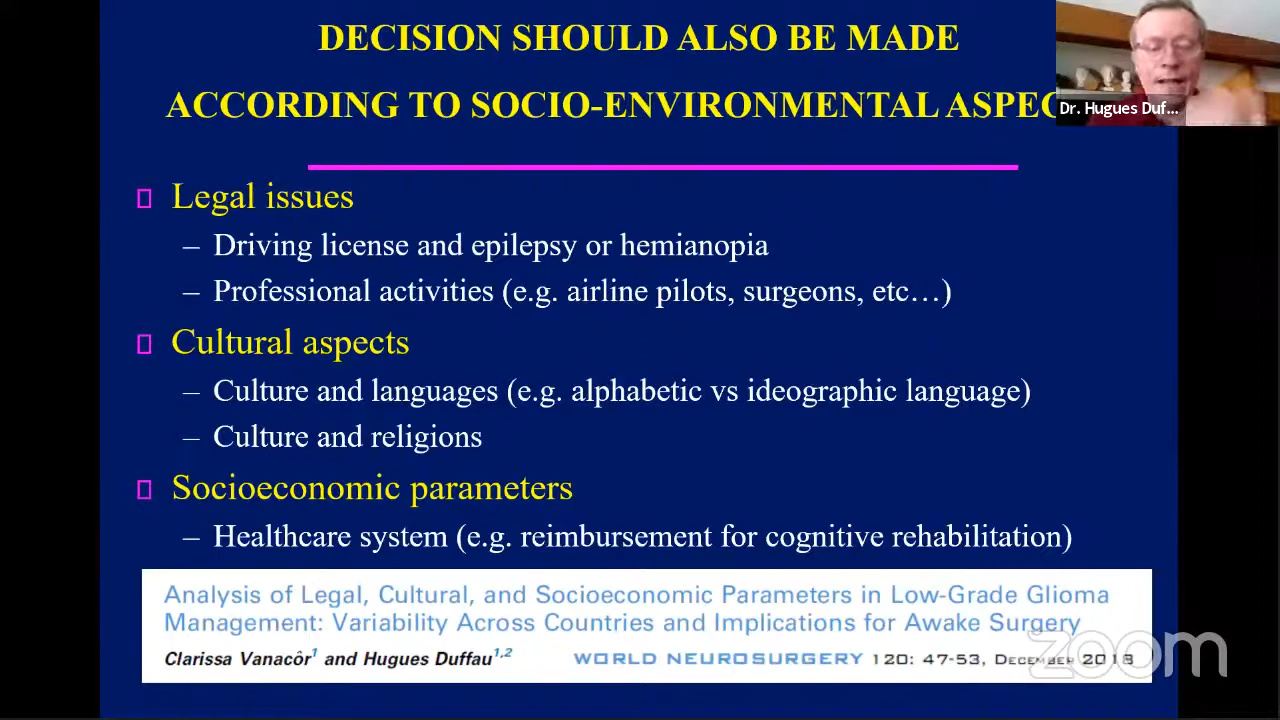 DECISION SHOULD ALSO BE MADE
ACCORDING TO SOCIO-ENVIRONMENTAL ASPEC
Dr. Hugues Duf...
Legal issues
– Driving license and epilepsy or hemianopia
– Professional activities (e.g. airline pilots, surgeons, etc…)
Cultural aspects
– Culture and languages (e.g. alphabetic vs ideographic language)
– Culture and religions
Socioeconomic parameters
– Healthcare system (e.g. reimbursement for cognitive rehabilitation)
Analysis of Legal, Cultural, and Socioeconomic Parameters in Low-Grade Glioma
Management: Variability Across Countries and Implications for Awake Surgery
Clarissa Vanacôr1 and Hugues Duffau1,2 WORLD NEUROSURGERY 120: 47-53, DECEMBER 2018
zoom